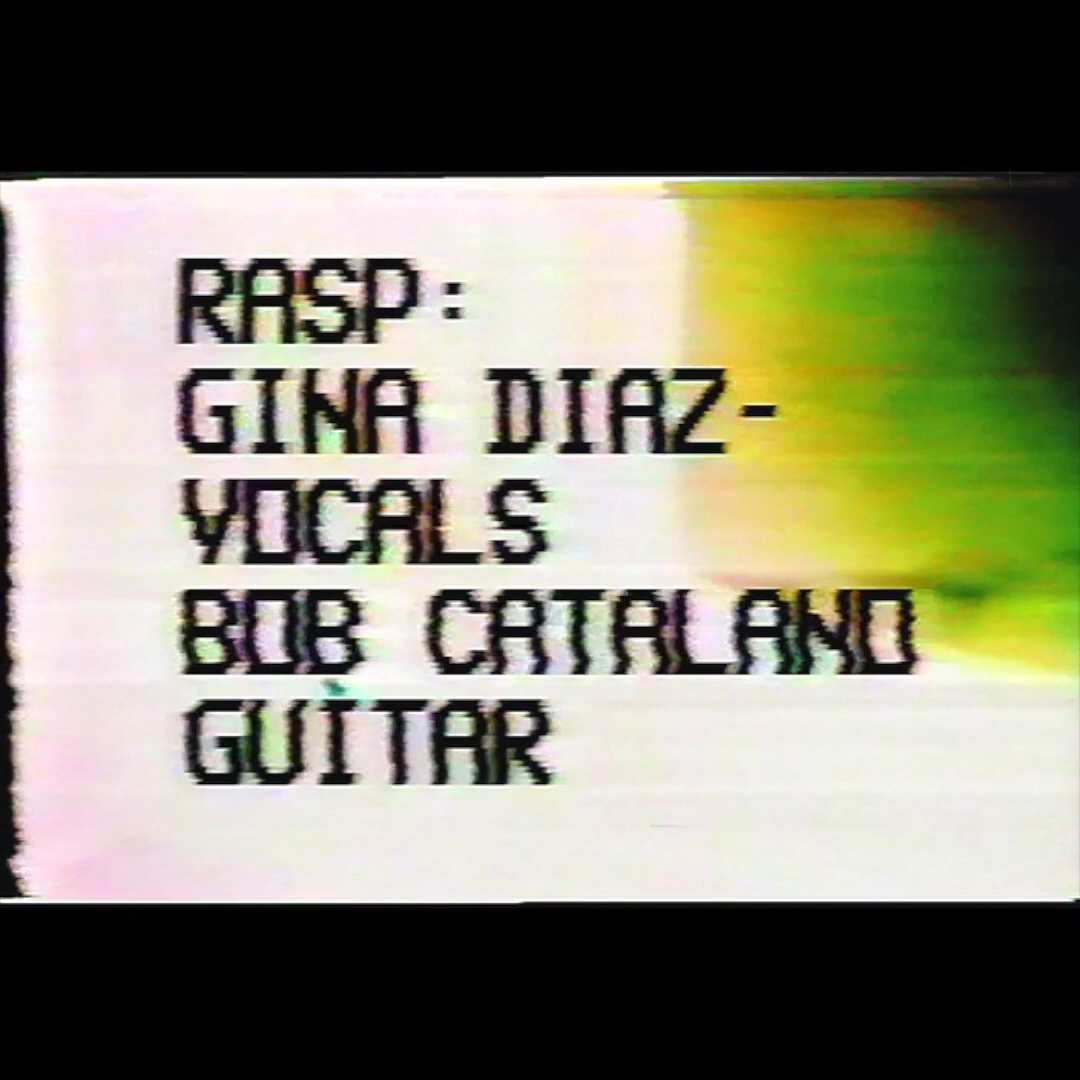 RASP:
GINA DIAZ-
VOCALS
BOB CATALANO
GUITAR